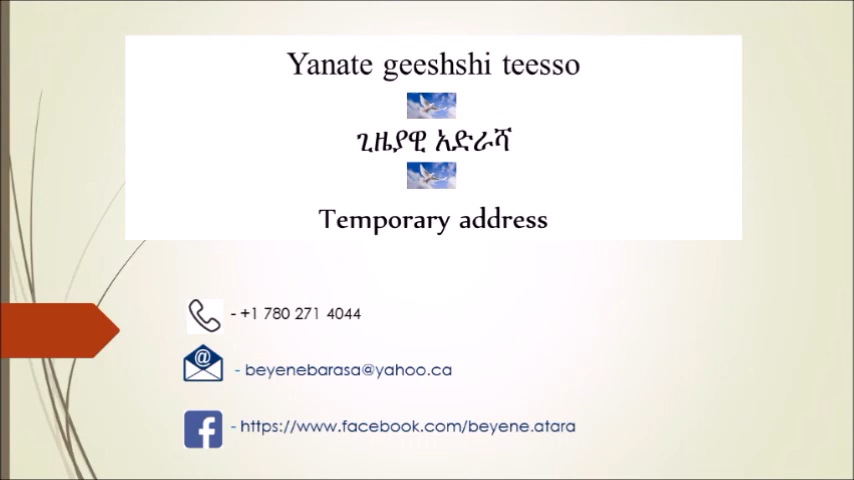 Yanate geeshshi teesso
ጊዜያዊ አድራሻ
Temporary address
- +1 780 271 4044
@
- beyenebarasa@yahoo.ca
f
- https://www.facebook.com/beyene.atara